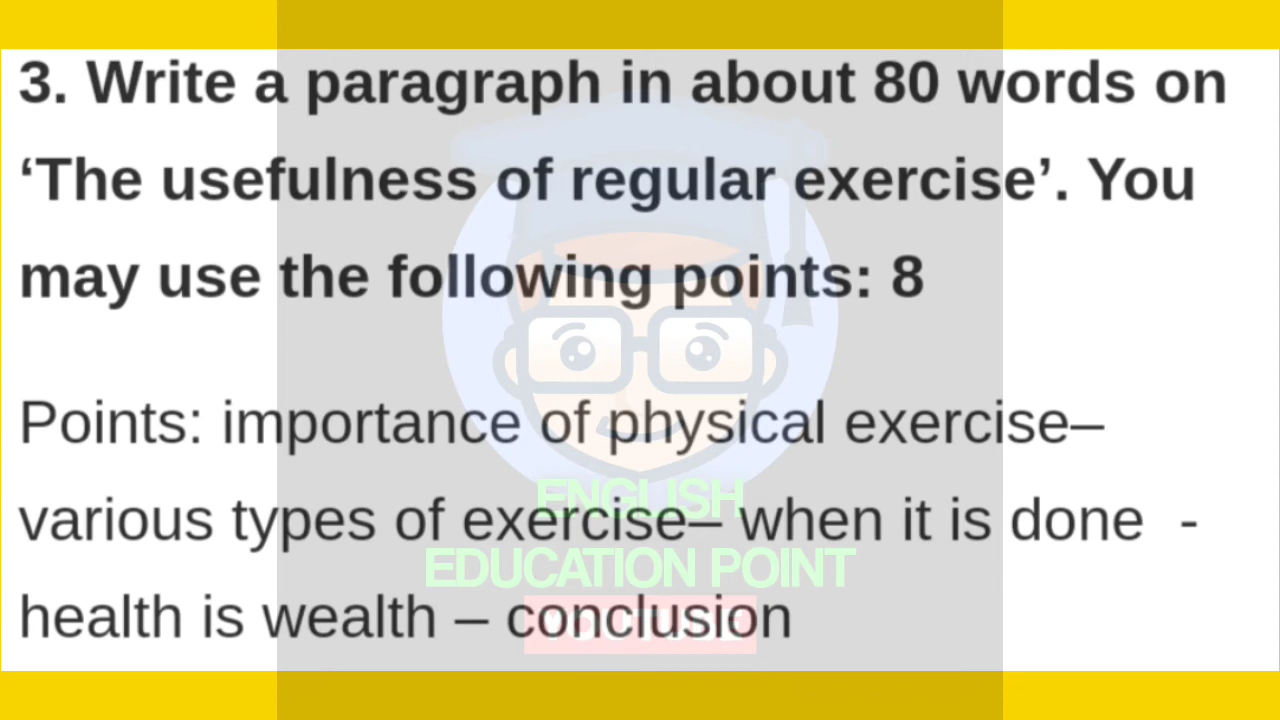 3. Write a paragraph in about 80 words on
‘The usefulness of regular exercise’. You
may use the following points: 8
Points: importance of physical exercise–
various types of exercise– when it is done -
health is wealth – conclusion
ENGLISH
EDUCATION POINT
YOUTUBE